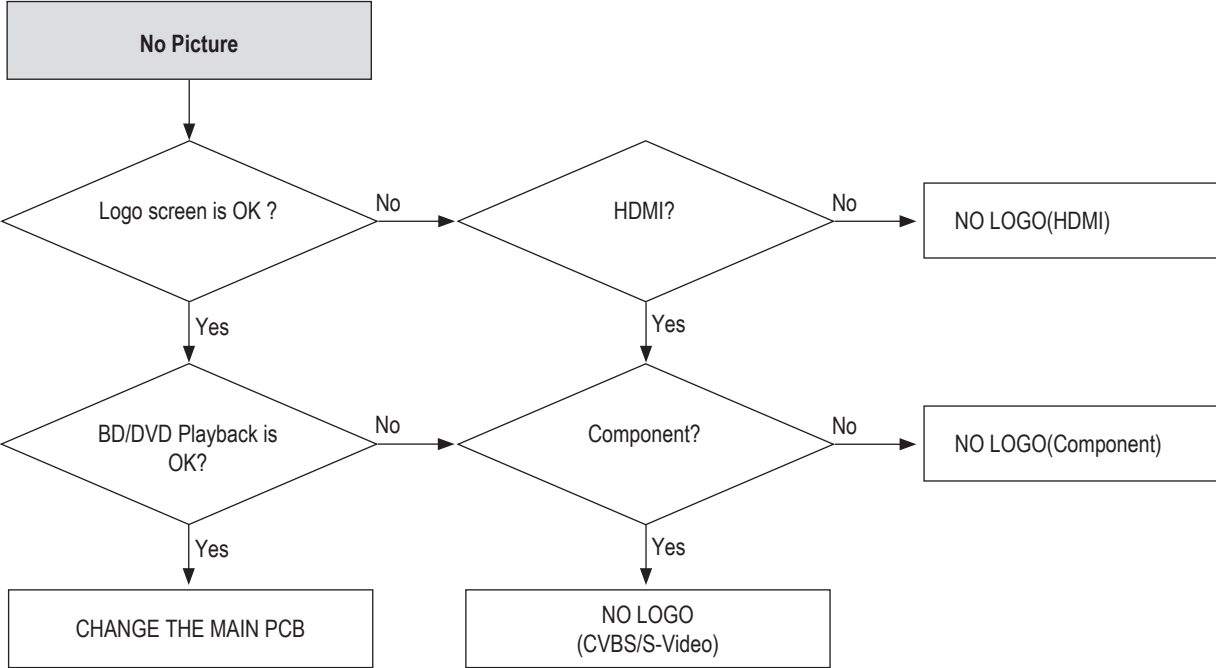 No Picture
Logo screen is OK ?
No
HDMI?
No
NO LOGO(HDMI)
Yes
Yes
BD/DVD Playback is
OK?
No
Component?
No
NO LOGO(Component)
Yes
Yes
CHANGE THE MAIN PCB
NO LOGO
(CVBS/S-Video)